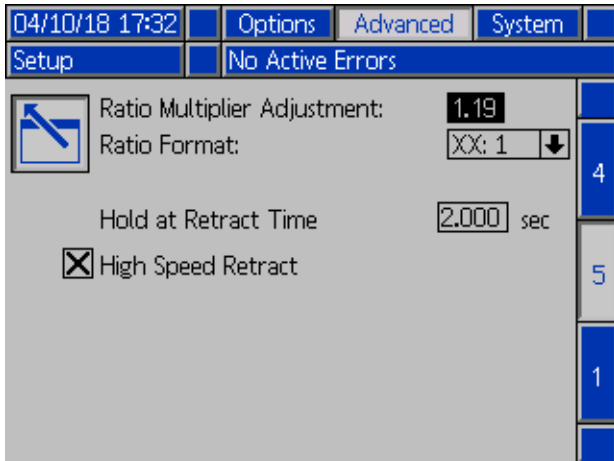 04/10/18 17:32 Options Advanced System
Setup No Active Errors
Ratio Multiplier Adjustment: 1.19
Ratio Format: XX: 1
4
Hold at Retract Time 2.000 sec
High Speed Retract
5
1